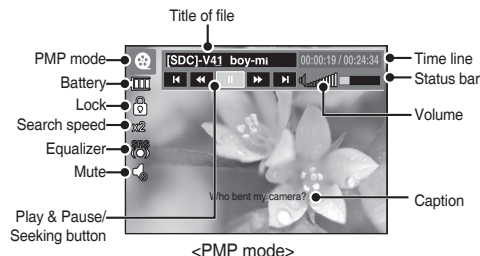 Title of file
PMP mode
[SDC]-V41 boy-mi
00:00:19 / 00:24:34
Time line
Battery
Status bar
Lock
Volume
Search speed
x2
Equalizer
SRS
Mute
Who bent my camera?
Caption
Play & Pause/
Seeking button
<PMP mode>